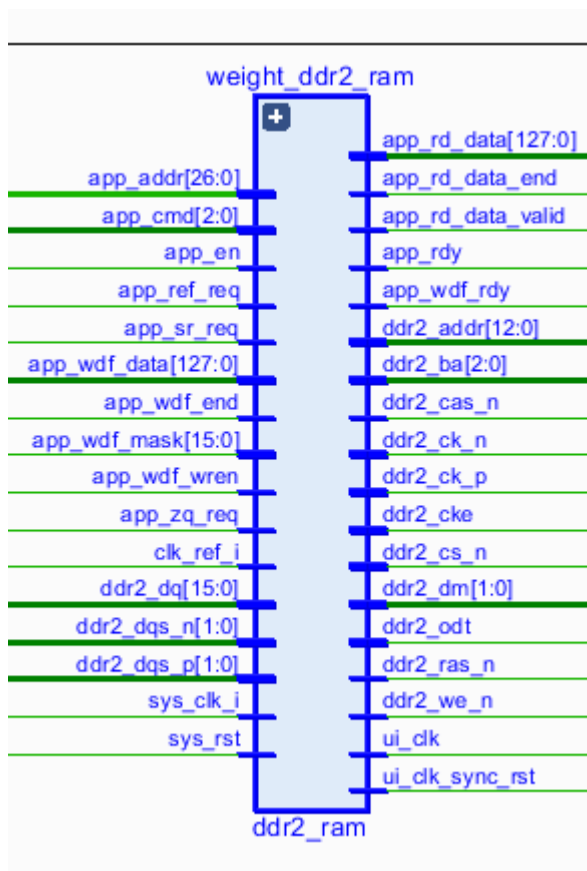 weight_ddr2_ram
app_addr[26:0]
app_cmd[2:0]
app_en
app_ref_req
app_sr_req
app_wdf_data[127:0]
app_wdf_end
app_wdf_mask[15:0]
app_wdf_wren
app_zq_req
clk_ref_i
ddr2_dq[15:0]
ddr2_dqs_n[1:0]
ddr2_dqs_p[1:0]
sys_clk_i
sys_rst
app_rd_data[127:0]
app_rd_data_end
app_rd_data_valid
app_rdy
app_wdf_rdy
ddr2_addr[12:0]
ddr2_ba[2:0]
ddr2_cas_n
ddr2_ck_n
ddr2_ck_p
ddr2_cke
ddr2_cs_n
ddr2_dm[1:0]
ddr2_odt
ddr2_ras_n
ddr2_we_n
ui_clk
ui_clk_sync_rst
ddr2_ram